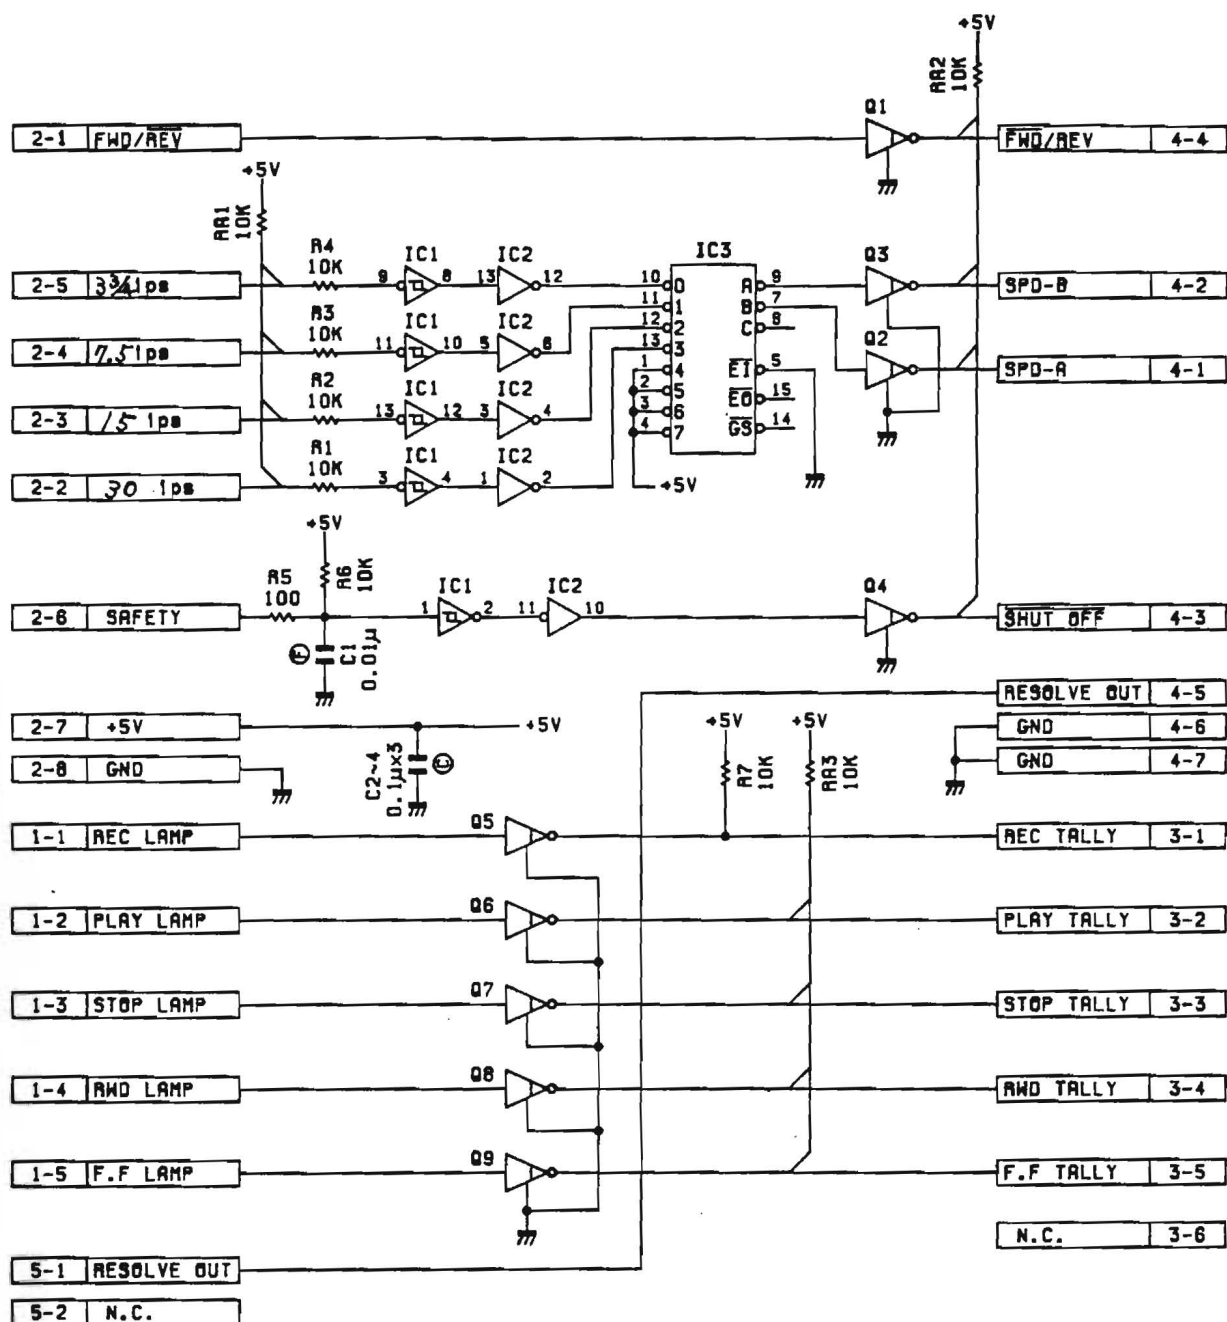 +5V
RA2
10K
Q1
2-1 FWD/REV
FWD/REV 4-4
+5V
RA1
10K
R4
10K
IC1
IC2
IC3
Q3
2-5 3¾ ips
9 8 13 12
10 0 A 9
SPD-B 4-2
11 1 B 7
R3
10K
IC1
IC2
12 2 C 8
2-4 7.5 ips
11 10 5 6
13 3
Q2
1 4 EI 5
SPD-A 4-1
R2
10K
IC1
IC2
2 5
3 6 EO 15
2-3 15 ips
13 12 3 4
4 7 GS 14
R1
10K
IC1
IC2
2-2 30 ips
3 4 1 2
+5V
+5V
R5
100
R6
10K
IC1
IC2
Q4
2-6 SAFETY
1 2 11 10
SHUT OFF 4-3
F C1
0.01μ
RESOLVE OUT 4-5
2-7 +5V
+5V
+5V +5V
GND 4-6
2-8 GND
C2~4
0.1μx3
C
R7
10K
RA3
10K
GND 4-7
1-1 REC LAMP
Q5
REC TALLY 3-1
1-2 PLAY LAMP
Q6
PLAY TALLY 3-2
1-3 STOP LAMP
Q7
STOP TALLY 3-3
1-4 RWD LAMP
Q8
RWD TALLY 3-4
1-5 F.F LAMP
Q9
F.F TALLY 3-5
N.C. 3-6
5-1 RESOLVE OUT
5-2 N.C.